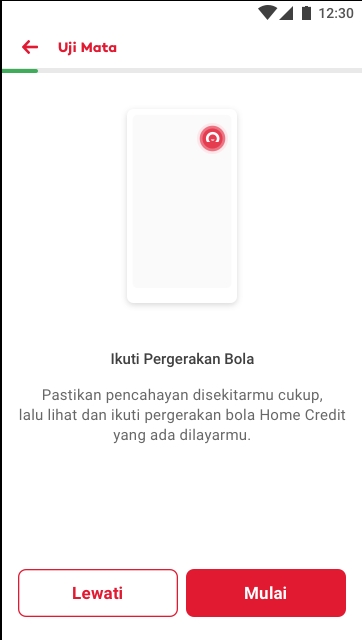 12:30
Uji Mata
Ikuti Pergerakan Bola
Pastikan pencahayan disekitarmu cukup,
lalu lihat dan ikuti pergerakan bola Home Credit
yang ada dilayarmu.
Lewati
Mulai